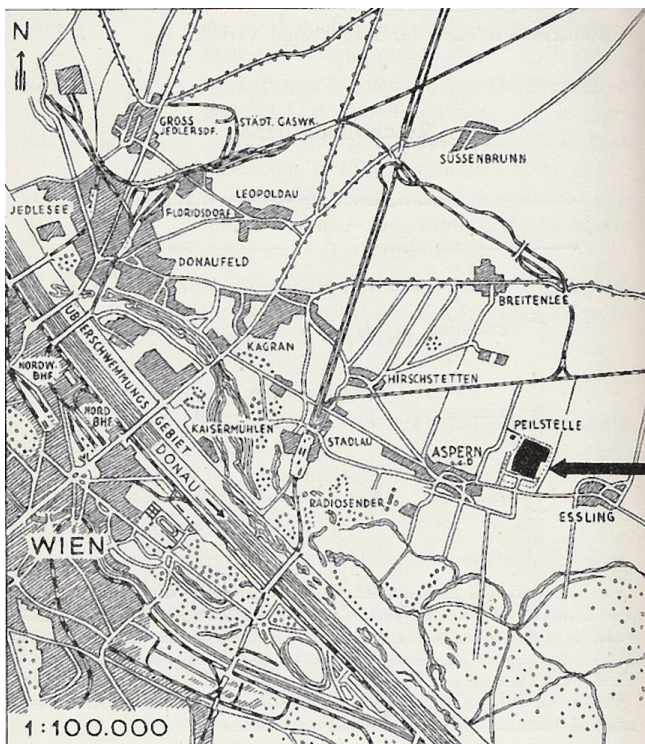 N
GROSS
JEDLERSDF.
STÄDT. GASWK.
SÜSSENBRUNN
LEOPOLDAU
JEDLESEE
FLORIDSDORF
DONAUFELD
BREITENLEE
ÜBERSCHWEMMUNGS
GEBIET
KAGRAN
NORDW.
BHF.
HIRSCHSTETTEN
NORD
BHF
KAISERMÜHLEN
STADLAU
ASPERN
a.d.D
PEILSTELLE
DONAU
RADIOSENDER
ESSLING
WIEN
1:100.000